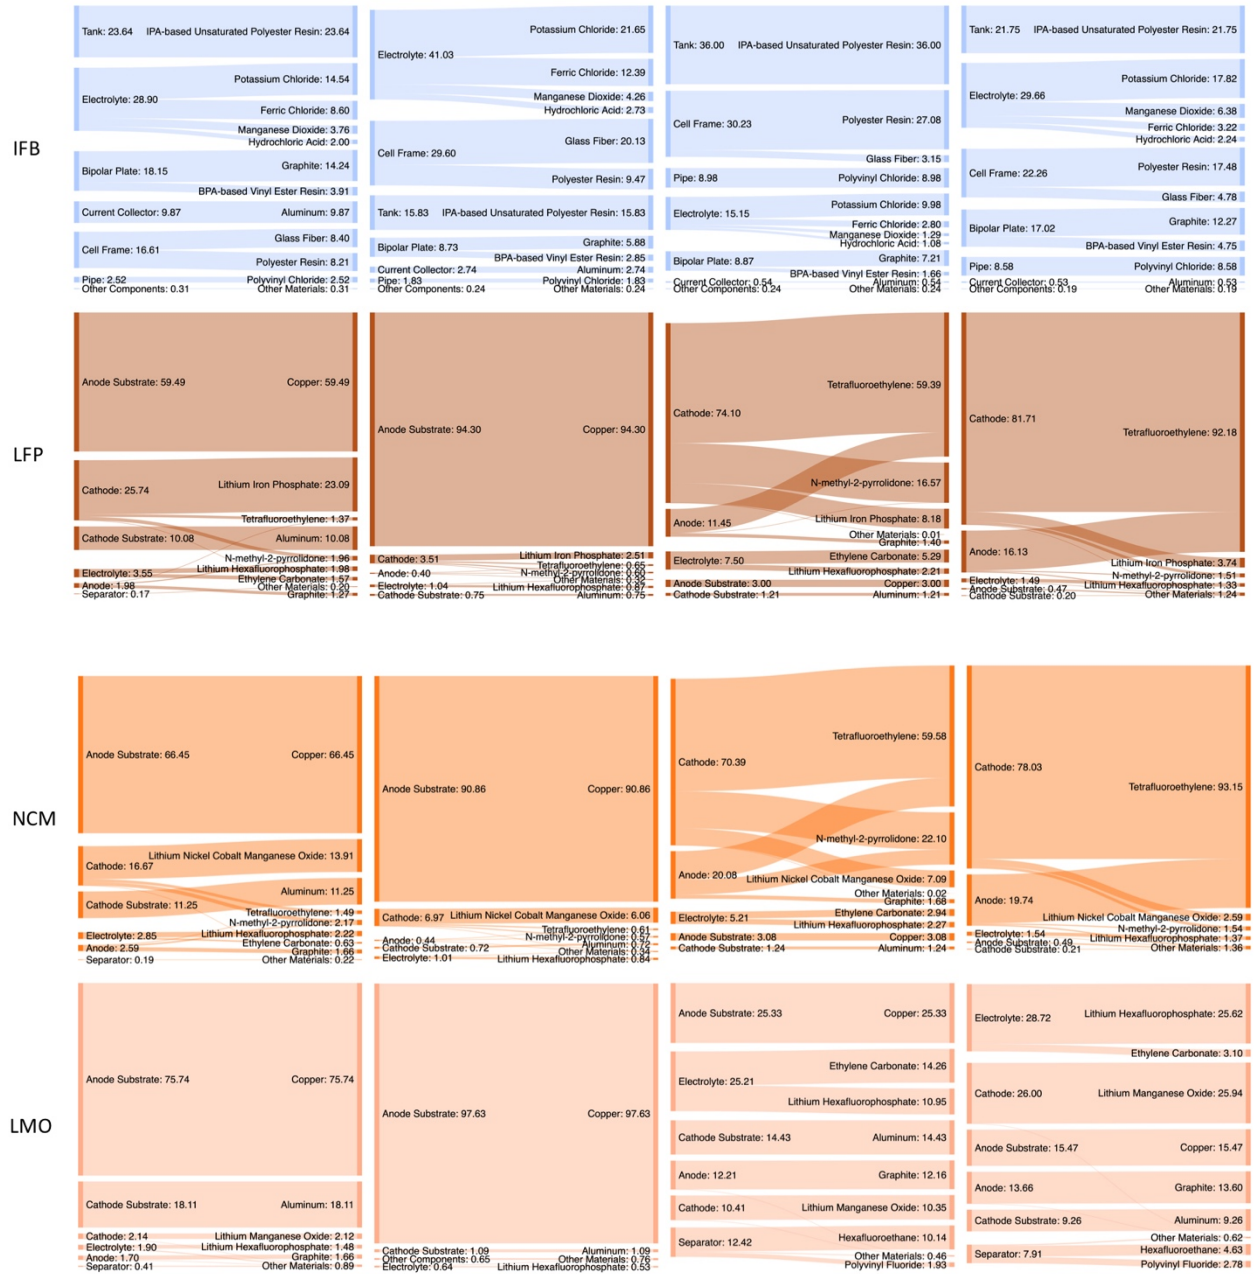 IFB
Tank: 23.64 IPA-based Unsaturated Polyester Resin: 23.64
Electrolyte: 28.90
Potassium Chloride: 14.54
Ferric Chloride: 8.60
Manganese Dioxide: 3.76
Hydrochloric Acid: 2.00
Bipolar Plate: 18.15
Graphite: 14.24
BPA-based Vinyl Ester Resin: 3.91
Current Collector: 9.87 Aluminum: 9.87
Cell Frame: 16.61
Glass Fiber: 8.40
Polyester Resin: 8.21
Pipe: 2.52 Polyvinyl Chloride: 2.52
Other Components: 0.31 Other Materials: 0.31
Electrolyte: 41.03
Potassium Chloride: 21.65
Ferric Chloride: 12.39
Manganese Dioxide: 4.26
Hydrochloric Acid: 2.73
Cell Frame: 29.60
Glass Fiber: 20.13
Polyester Resin: 9.47
Tank: 15.83 IPA-based Unsaturated Polyester Resin: 15.83
Bipolar Plate: 8.73
Graphite: 5.88
BPA-based Vinyl Ester Resin: 2.85
Current Collector: 2.74 Aluminum: 2.74
Pipe: 1.83 Polyvinyl Chloride: 1.83
Other Components: 0.24 Other Materials: 0.24
Tank: 36.00 IPA-based Unsaturated Polyester Resin: 36.00
Cell Frame: 30.23
Polyester Resin: 27.08
Glass Fiber: 3.15
Pipe: 8.98 Polyvinyl Chloride: 8.98
Electrolyte: 15.15
Potassium Chloride: 9.98
Ferric Chloride: 2.80
Manganese Dioxide: 1.29
Hydrochloric Acid: 1.08
Bipolar Plate: 8.87
Graphite: 7.21
BPA-based Vinyl Ester Resin: 1.66
Current Collector: 0.54 Aluminum: 0.54
Other Components: 0.24 Other Materials: 0.24
Tank: 21.75 IPA-based Unsaturated Polyester Resin: 21.75
Electrolyte: 29.66
Potassium Chloride: 17.82
Manganese Dioxide: 6.38
Ferric Chloride: 3.22
Hydrochloric Acid: 2.24
Cell Frame: 22.26
Polyester Resin: 17.48
Glass Fiber: 4.78
Bipolar Plate: 17.02
Graphite: 12.27
BPA-based Vinyl Ester Resin: 4.75
Pipe: 8.58 Polyvinyl Chloride: 8.58
Current Collector: 0.53 Aluminum: 0.53
Other Components: 0.19 Other Materials: 0.19
LFP
Anode Substrate: 59.49 Copper: 59.49
Cathode: 25.74
Lithium Iron Phosphate: 23.09
Tetrafluoroethylene: 1.37
Cathode Substrate: 10.08 Aluminum: 10.08
N-methyl-2-pyrrolidone: 1.96
Electrolyte: 3.55 Lithium Hexafluorophosphate: 1.98
Ethylene Carbonate: 1.57
Anode: 1.98 Other Materials: 0.20
Separator: 0.17 Graphite: 1.27
Anode Substrate: 94.30 Copper: 94.30
Cathode: 3.51 Lithium Iron Phosphate: 2.51
Tetrafluoroethylene: 0.65
Anode: 0.40 N-methyl-2-pyrrolidone: 0.60
Other Materials: 0.32
Electrolyte: 1.04 Lithium Hexafluorophosphate: 0.87
Cathode Substrate: 0.75 Aluminum: 0.75
Cathode: 74.10
Tetrafluoroethylene: 59.39
N-methyl-2-pyrrolidone: 16.57
Anode: 11.45 Lithium Iron Phosphate: 8.18
Other Materials: 0.01
Graphite: 1.40
Electrolyte: 7.50 Ethylene Carbonate: 5.29
Lithium Hexafluorophosphate: 2.21
Anode Substrate: 3.00 Copper: 3.00
Cathode Substrate: 1.21 Aluminum: 1.21
Cathode: 81.71
Tetrafluoroethylene: 92.18
Anode: 16.13
Lithium Iron Phosphate: 3.74
Electrolyte: 1.49 N-methyl-2-pyrrolidone: 1.51
Anode Substrate: 0.47 Lithium Hexafluorophosphate: 1.33
Cathode Substrate: 0.20 Other Materials: 1.24
NCM
Anode Substrate: 66.45 Copper: 66.45
Cathode: 16.67 Lithium Nickel Cobalt Manganese Oxide: 13.91
Cathode Substrate: 11.25 Aluminum: 11.25
Tetrafluoroethylene: 1.49
N-methyl-2-pyrrolidone: 2.17
Electrolyte: 2.85 Lithium Hexafluorophosphate: 2.22
Ethylene Carbonate: 0.63
Anode: 2.59 Graphite: 1.66
Separator: 0.19 Other Materials: 0.22
Anode Substrate: 90.86 Copper: 90.86
Cathode: 6.97 Lithium Nickel Cobalt Manganese Oxide: 6.06
Tetrafluoroethylene: 0.61
Anode: 0.44 N-methyl-2-pyrrolidone: 0.57
Cathode Substrate: 0.72 Aluminum: 0.72
Other Materials: 0.34
Electrolyte: 1.01 Lithium Hexafluorophosphate: 0.84
Cathode: 70.39
Tetrafluoroethylene: 59.58
N-methyl-2-pyrrolidone: 22.10
Anode: 20.08 Lithium Nickel Cobalt Manganese Oxide: 7.09
Other Materials: 0.02
Graphite: 1.68
Electrolyte: 5.21 Ethylene Carbonate: 2.94
Lithium Hexafluorophosphate: 2.27
Anode Substrate: 3.08 Copper: 3.08
Cathode Substrate: 1.24 Aluminum: 1.24
Cathode: 78.03
Tetrafluoroethylene: 93.15
Anode: 19.74
Lithium Nickel Cobalt Manganese Oxide: 2.59
Electrolyte: 1.54 N-methyl-2-pyrrolidone: 1.54
Anode Substrate: 0.49 Lithium Hexafluorophosphate: 1.37
Cathode Substrate: 0.21 Other Materials: 1.36
LMO
Anode Substrate: 75.74 Copper: 75.74
Cathode Substrate: 18.11 Aluminum: 18.11
Cathode: 2.14 Lithium Manganese Oxide: 2.12
Electrolyte: 1.90 Lithium Hexafluorophosphate: 1.48
Anode: 1.70 Graphite: 1.66
Separator: 0.41 Other Materials: 0.89
Anode Substrate: 97.63 Copper: 97.63
Cathode Substrate: 1.09 Aluminum: 1.09
Other Components: 0.65 Other Materials: 0.76
Electrolyte: 0.64 Lithium Hexafluorophosphate: 0.53
Anode Substrate: 25.33 Copper: 25.33
Electrolyte: 25.21
Ethylene Carbonate: 14.26
Lithium Hexafluorophosphate: 10.95
Cathode Substrate: 14.43 Aluminum: 14.43
Anode: 12.21 Graphite: 12.16
Cathode: 10.41 Lithium Manganese Oxide: 10.35
Separator: 12.42
Hexafluoroethane: 10.14
Other Materials: 0.46
Polyvinyl Fluoride: 1.93
Electrolyte: 28.72
Lithium Hexafluorophosphate: 25.62
Ethylene Carbonate: 3.10
Cathode: 26.00 Lithium Manganese Oxide: 25.94
Anode Substrate: 15.47 Copper: 15.47
Anode: 13.66 Graphite: 13.60
Cathode Substrate: 9.26 Aluminum: 9.26
Other Materials: 0.62
Separator: 7.91 Hexafluoroethane: 4.63
Polyvinyl Fluoride: 2.78